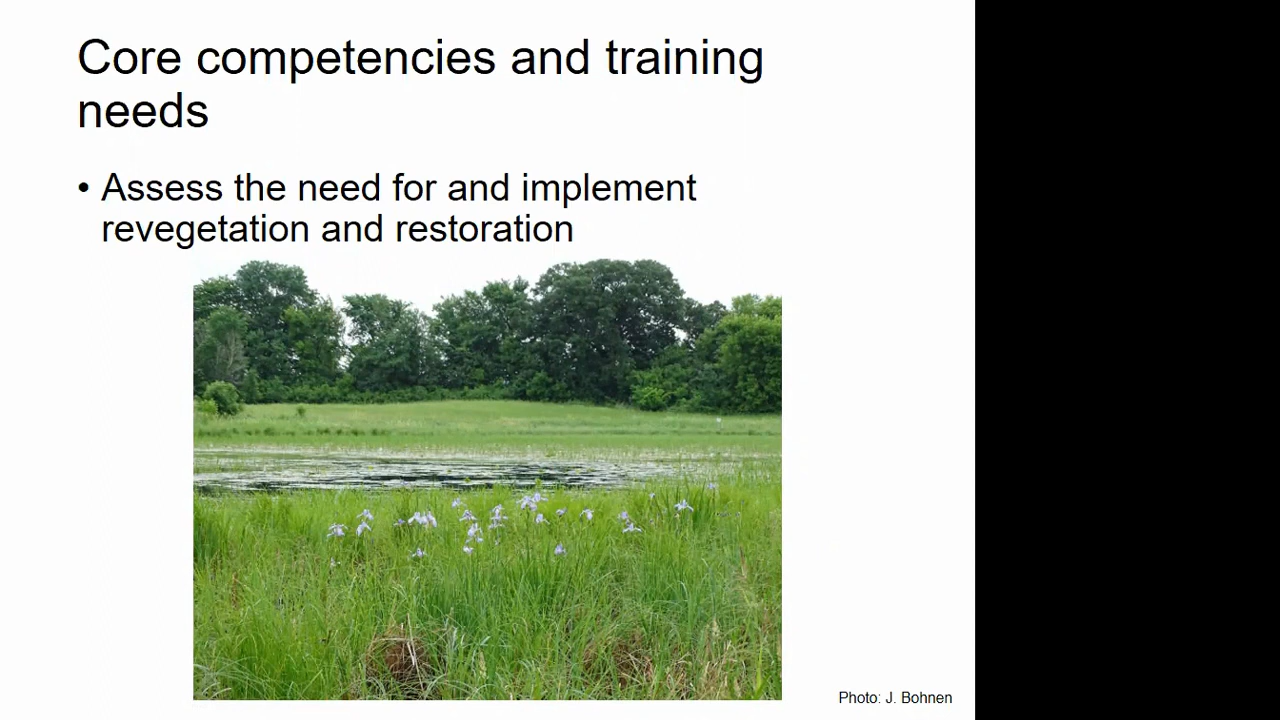 Core competencies and training
needs
• Assess the need for and implement
revegetation and restoration
Photo: J. Bohnen